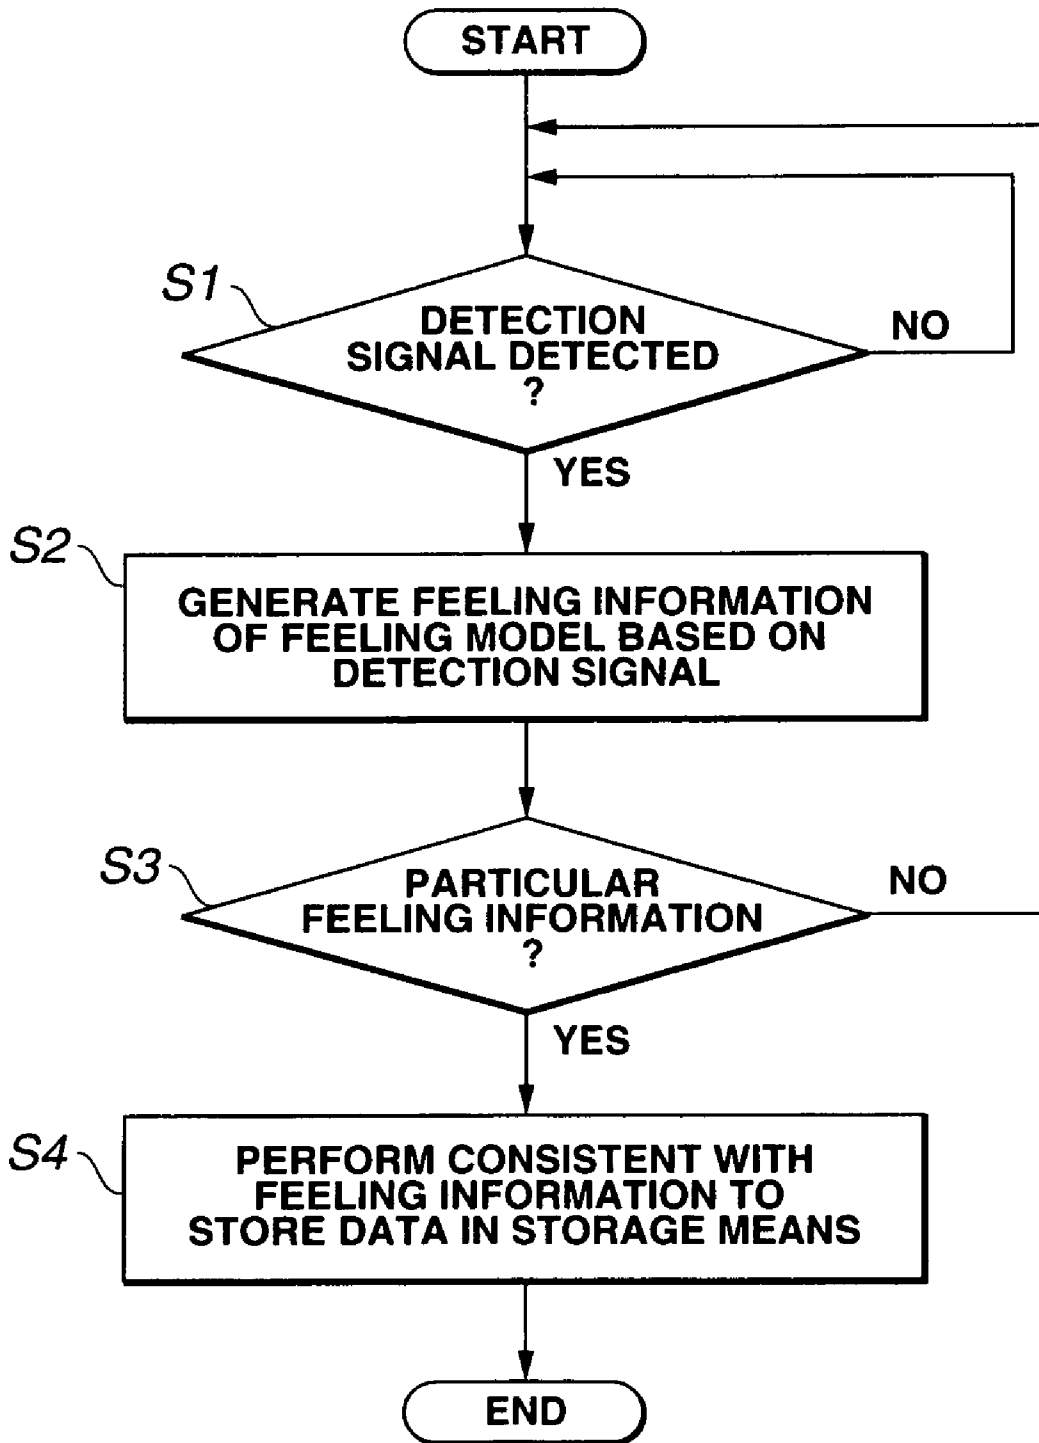 START
S1
DETECTION
SIGNAL DETECTED
?
NO
YES
S2
GENERATE FEELING INFORMATION
OF FEELING MODEL BASED ON
DETECTION SIGNAL
S3
PARTICULAR
FEELING INFORMATION
?
NO
YES
S4
PERFORM CONSISTENT WITH
FEELING INFORMATION TO
STORE DATA IN STORAGE MEANS
END